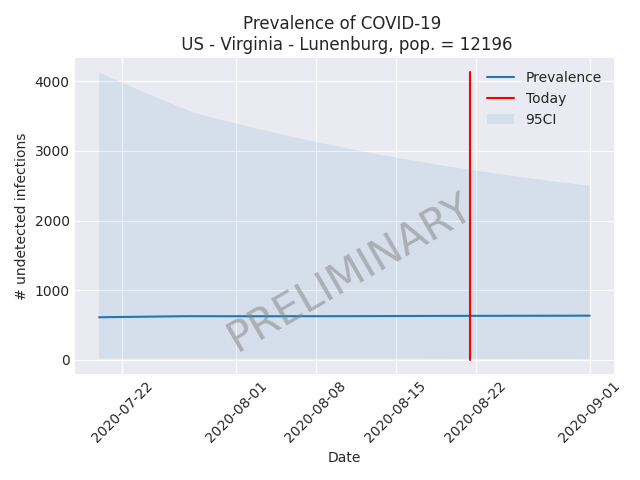 Prevalence of COVID-19
US - Virginia - Lunenburg, pop. = 12196
Prevalence
Today
95CI
# undetected infections
4000
3000
2000
1000
0
PRELIMINARY
2020-07-22
2020-08-01
2020-08-08
2020-08-15
2020-08-22
2020-09-01
Date